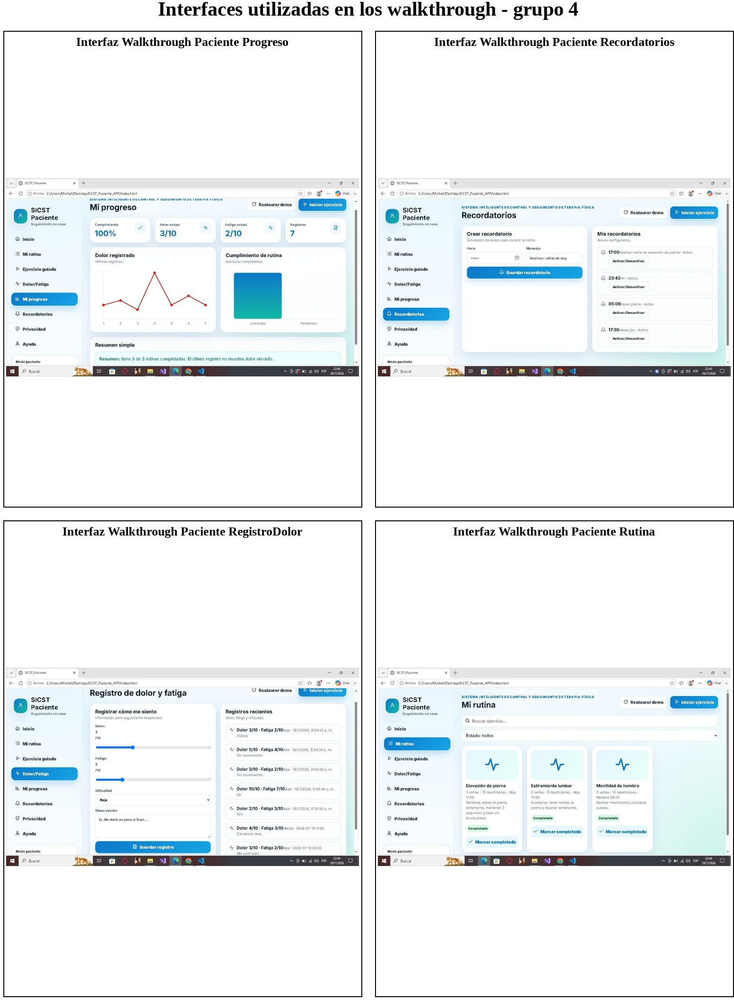 Interfaces utilizadas en los walkthrough - grupo 4
Interfaz Walkthrough Paciente Progreso
SICST | Paciente
Archivo C:/Users/Mishell/Desktop/SICST_Paciente_APP/index.html
Chat
SICST
Paciente
Seguimiento en casa
Inicio
Mi rutina
Ejercicio guiado
Dolor/Fatiga
Mi progreso
Recordatorios
Privacidad
Ayuda
Modo paciente
SISTEMA INTELIGENTE DE CONTROL Y SEGUIMIENTO DE TERAPIA FÍSICA
Mi progreso
Restaurar demo
Iniciar ejercicio
Cumplimiento
100%
Dolor actual
3/10
Fatiga actual
2/10
Registros
7
Dolor registrado
Últimos registros.
1 2 3 4 5 6 7
Cumplimiento de rutina
Ejercicios completados.
Cumplidas Pendientes
Resumen simple
Resumen: tiene 3 de 3 rutinas completadas. El último registro no muestra dolor elevado.
Buscar
ESP
22:45
29/7/2026
Interfaz Walkthrough Paciente Recordatorios
SICST | Paciente
Archivo C:/Users/Mishell/Desktop/SICST_Paciente_APP/index.html
Chat
SICST
Paciente
Seguimiento en casa
Inicio
Mi rutina
Ejercicio guiado
Dolor/Fatiga
Mi progreso
Recordatorios
Privacidad
Ayuda
Modo paciente
SISTEMA INTELIGENTE DE CONTROL Y SEGUIMIENTO DE TERAPIA FÍSICA
Recordatorios
Restaurar demo
Iniciar ejercicio
Crear recordatorio
Simulación de avisos para cumplir la rutina.
Hora Mensaje
--:-- Realizar rutina de hoy
Guardar recordatorio
Mis recordatorios
Avisos configurados.
17:00Realizar rutina de elevación de pierna · Activo
Activar/Desactivar
23:42hh · Activo
Activar/Desactivar
05:08hacer pierna · Activo
Activar/Desactivar
17:30Hacer jjss · Activo
Activar/Desactivar
Buscar
ESP
22:45
29/7/2026
Interfaz Walkthrough Paciente RegistroDolor
SICST | Paciente
Archivo C:/Users/Mishell/Desktop/SICST_Paciente_APP/index.html
Chat
SICST
Paciente
Seguimiento en casa
Inicio
Mi rutina
Ejercicio guiado
Dolor/Fatiga
Mi progreso
Recordatorios
Privacidad
Ayuda
Modo paciente
Registro de dolor y fatiga
Restaurar demo
Iniciar ejercicio
Registrar cómo me siento
Información para seguimiento terapéutico.
Dolor:
3
/10
Fatiga:
2
/10
Dificultad
Baja
Observación
Ej. Me dolió un poco al final...
Guardar registro
Registros recientes
Dolor, fatiga y dificultad.
Dolor 3/10 · Fatiga 2/10Baja · 19/7/2026, 9:24:43 p. m.
skjjksjs
Dolor 5/10 · Fatiga 4/10Alta · 19/7/2026, 9:24:36 p. m.
Sin observación.
Dolor 3/10 · Fatiga 2/10Baja · 19/7/2026, 8:58:46 p. m.
Sin observación.
Dolor 10/10 · Fatiga 7/10Baja · 19/7/2026, 8:58:46 p. m.
kjk
Dolor 2/10 · Fatiga 3/10Baja · 19/7/2026, 8:38:45 p. m.
hjhj
Dolor 4/10 · Fatiga 3/10Media · 2026-07-19 17:00
Cansancio leve.
Dolor 3/10 · Fatiga 2/10Baja · 2026-07-19 09:00
Me sentí bien.
Buscar
ESP
22:44
29/7/2026
Interfaz Walkthrough Paciente Rutina
SICST | Paciente
Archivo C:/Users/Mishell/Desktop/SICST_Paciente_APP/index.html
Chat
SICST
Paciente
Seguimiento en casa
Inicio
Mi rutina
Ejercicio guiado
Dolor/Fatiga
Mi progreso
Recordatorios
Privacidad
Ayuda
Modo paciente
SISTEMA INTELIGENTE DE CONTROL Y SEGUIMIENTO DE TERAPIA FÍSICA
Mi rutina
Restaurar demo
Iniciar ejercicio
Buscar ejercicio...
Estado: todos
Elevación de pierna
3 series · 10 repeticiones · Hoy
17:00
Sentarse, elevar la pierna
lentamente, mantener 3
segundos y bajar sin
brusquedad.
Completada
Marcar completada
Estiramiento lumbar
2 series · 8 repeticiones · Hoy
18:00
Acostarse, llevar rodillas al
pecho y respirar lentamente.
Completada
Marcar completada
Movilidad de hombro
2 series · 12 repeticiones ·
Mañana 09:00
Realizar movimientos circulares
suaves.
Completada
Marcar completada
Buscar
ESP
22:44
29/7/2026